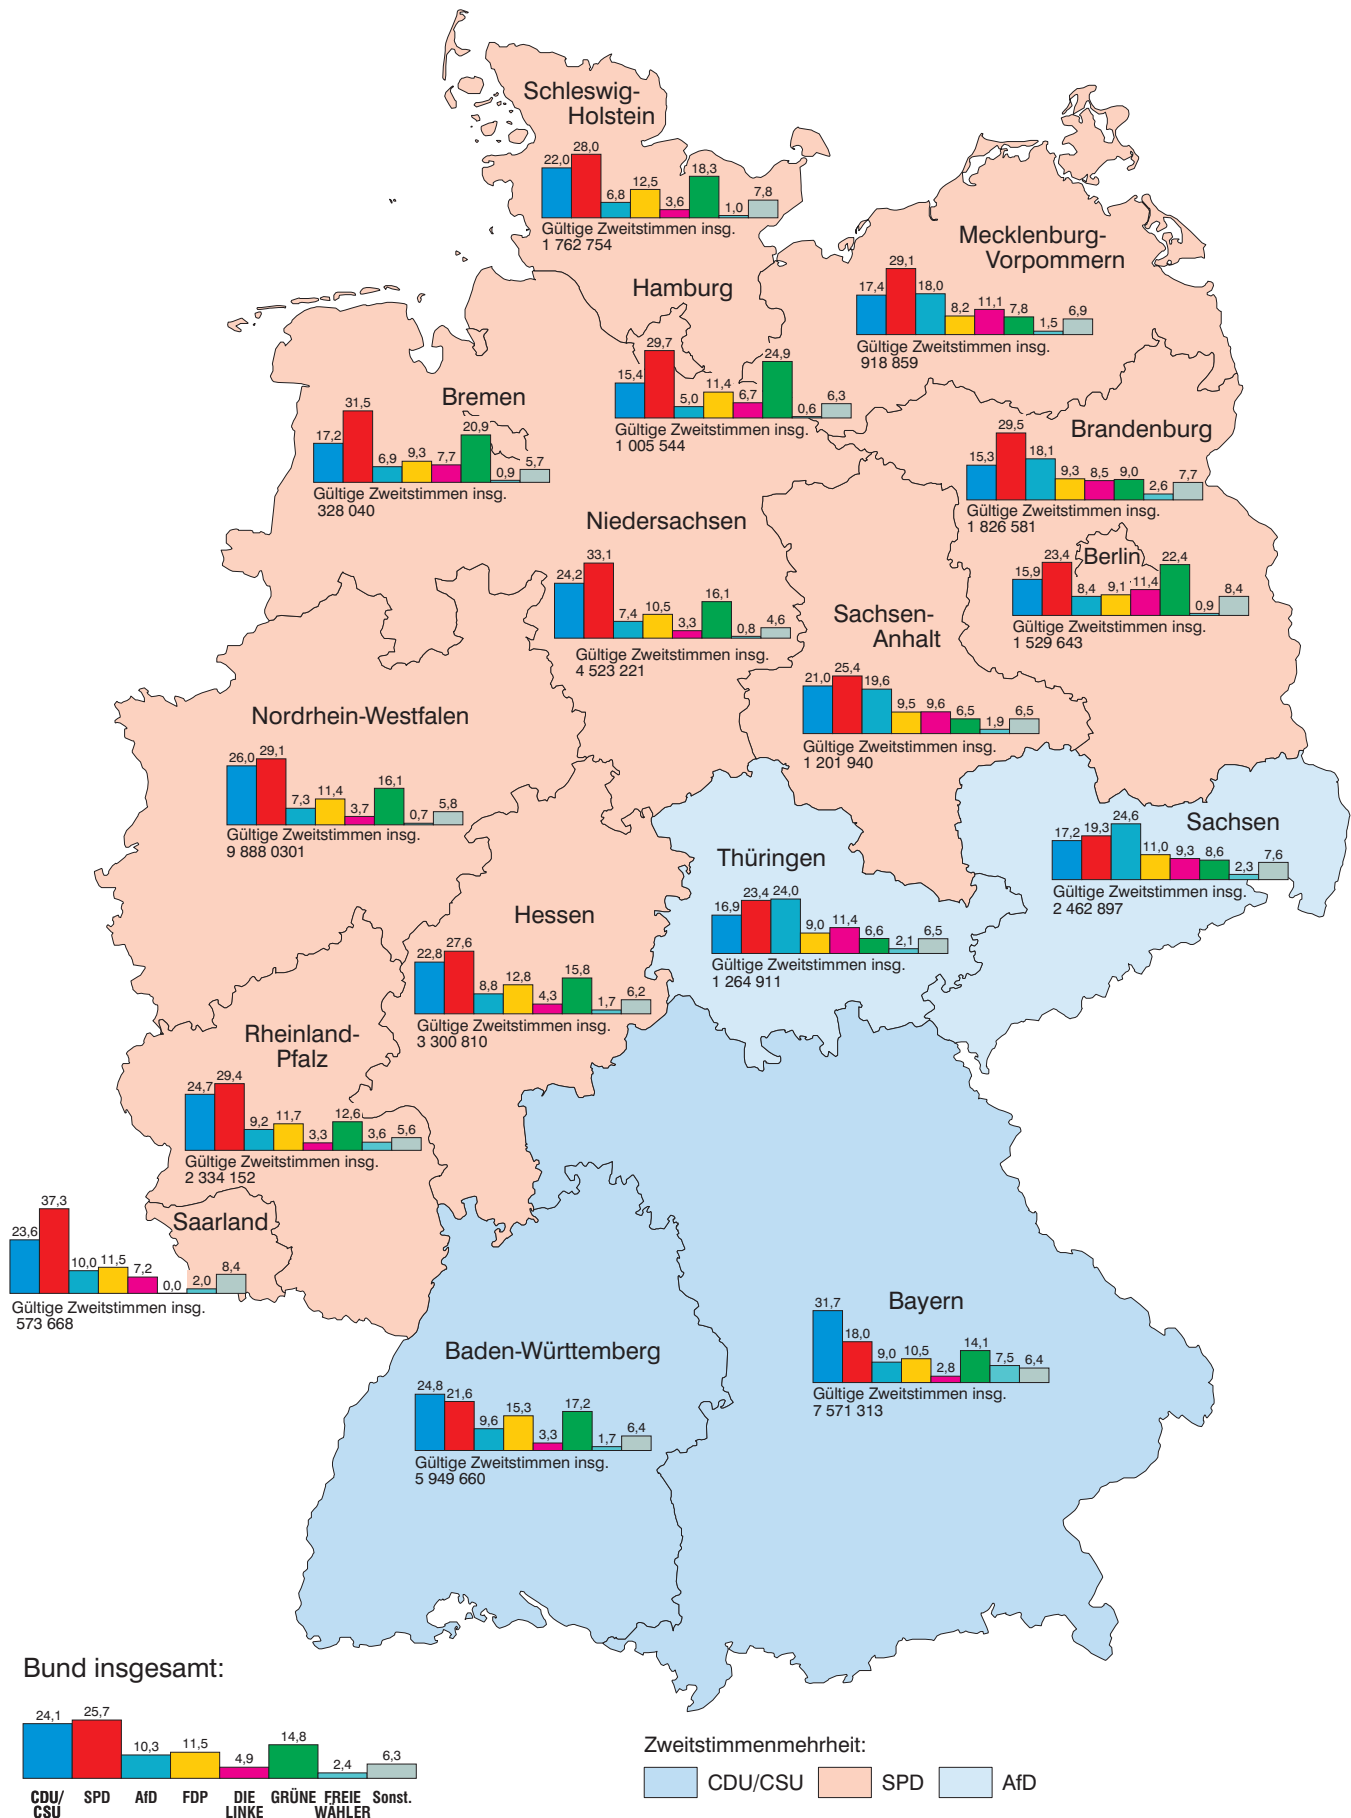 Schleswig-
Holstein
22,0 28,0 6,8 12,5 3,6 18,3 1,0 7,8
Gültige Zweitstimmen insg.
1 762 754
Mecklenburg-
Vorpommern
17,4 29,1 18,0 8,2 11,1 7,8 1,5 6,9
Gültige Zweitstimmen insg.
918 859
Hamburg
15,4 29,7 5,0 11,4 6,7 24,9 0,6 6,3
Gültige Zweitstimmen insg.
1 005 544
Bremen
17,2 31,5 6,9 9,3 7,7 20,9 0,9 5,7
Gültige Zweitstimmen insg.
328 040
Brandenburg
15,3 29,5 18,1 9,3 8,5 9,0 2,6 7,7
Gültige Zweitstimmen insg.
1 826 581
Niedersachsen
24,2 33,1 7,4 10,5 3,3 16,1 0,8 4,6
Gültige Zweitstimmen insg.
4 523 221
Berlin
15,9 23,4 8,4 9,1 11,4 22,4 0,9 8,4
Gültige Zweitstimmen insg.
1 529 643
Sachsen-
Anhalt
21,0 25,4 19,6 9,5 9,6 6,5 1,9 6,5
Gültige Zweitstimmen insg.
1 201 940
Nordrhein-Westfalen
26,0 29,1 7,3 11,4 3,7 16,1 0,7 5,8
Gültige Zweitstimmen insg.
9 888 0301
Sachsen
17,2 19,3 24,6 11,0 9,3 8,6 2,3 7,6
Gültige Zweitstimmen insg.
2 462 897
Thüringen
16,9 23,4 24,0 9,0 11,4 6,6 2,1 6,5
Gültige Zweitstimmen insg.
1 264 911
Hessen
22,8 27,6 8,8 12,8 4,3 15,8 1,7 6,2
Gültige Zweitstimmen insg.
3 300 810
Rheinland-
Pfalz
24,7 29,4 9,2 11,7 3,3 12,6 3,6 5,6
Gültige Zweitstimmen insg.
2 334 152
Saarland
23,6 37,3 10,0 11,5 7,2 0,0 2,0 8,4
Gültige Zweitstimmen insg.
573 668
Bayern
31,7 18,0 9,0 10,5 2,8 14,1 7,5 6,4
Gültige Zweitstimmen insg.
7 571 313
Baden-Württemberg
24,8 21,6 9,6 15,3 3,3 17,2 1,7 6,4
Gültige Zweitstimmen insg.
5 949 660
Bund insgesamt:
24,1 25,7 10,3 11,5 4,9 14,8 2,4 6,3
CDU/ SPD AfD FDP DIE GRÜNE FREIE Sonst.
CSU LINKE WÄHLER
Zweitstimmenmehrheit:
CDU/CSU SPD AfD